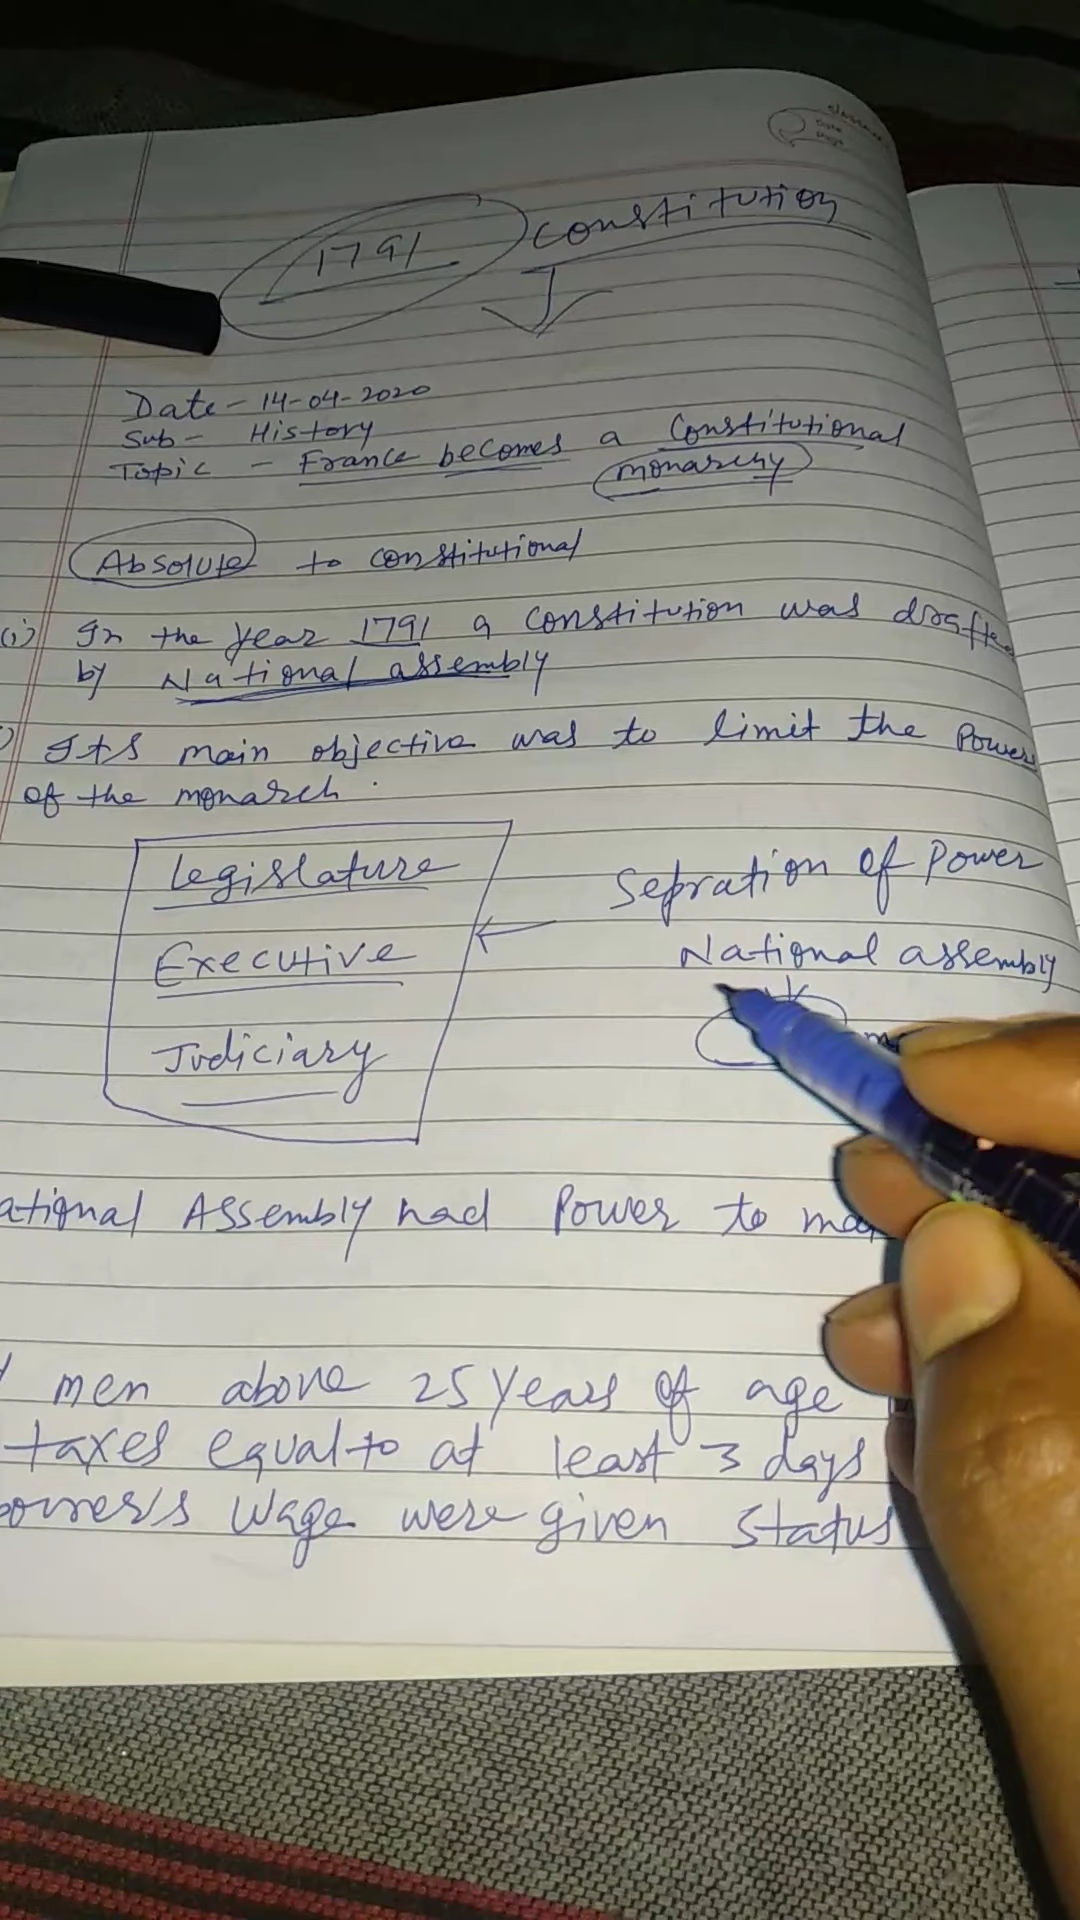 1791 constitution
Date - 14-04-2020
Sub - History
Topic - France becomes a Constitutional
monarchy
Absolute to constitutional
(i) In the year 1791 a constitution was
by National assembly
Its main objective was to limit the Power
of the monarch.
Legislature
Sepration of Power
Executive
National assembly
Judiciary
Assembly had Power to
men above 25 Years of age
taxes equal to at least 3 days
wage were given status